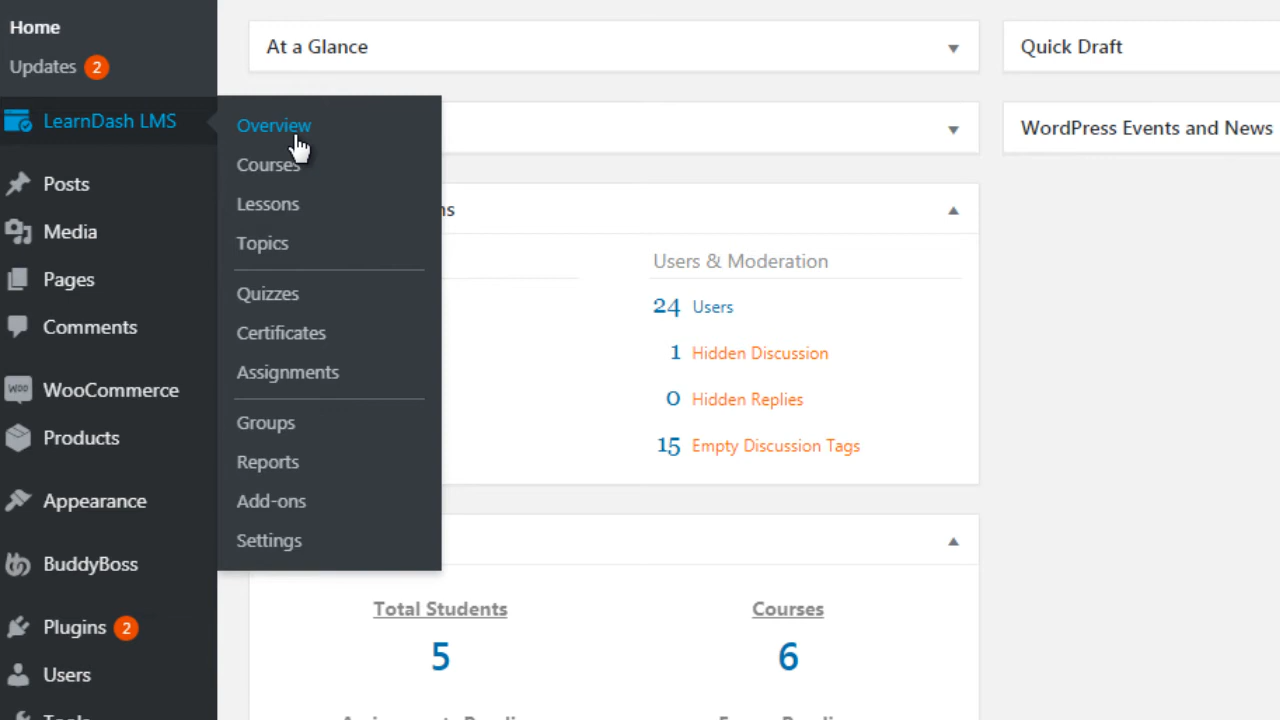 Home
Updates 2
LearnDash LMS
Posts
Media
Pages
Comments
WOO WooCommerce
Products
Appearance
BuddyBoss
Plugins 2
Users
Overview
Courses
Lessons
Topics
Quizzes
Certificates
Assignments
Groups
Reports
Add-ons
Settings
At a Glance
Quick Draft
WordPress Events and News
Users & Moderation
24 Users
1 Hidden Discussion
0 Hidden Replies
15 Empty Discussion Tags
Total Students
5
Courses
6